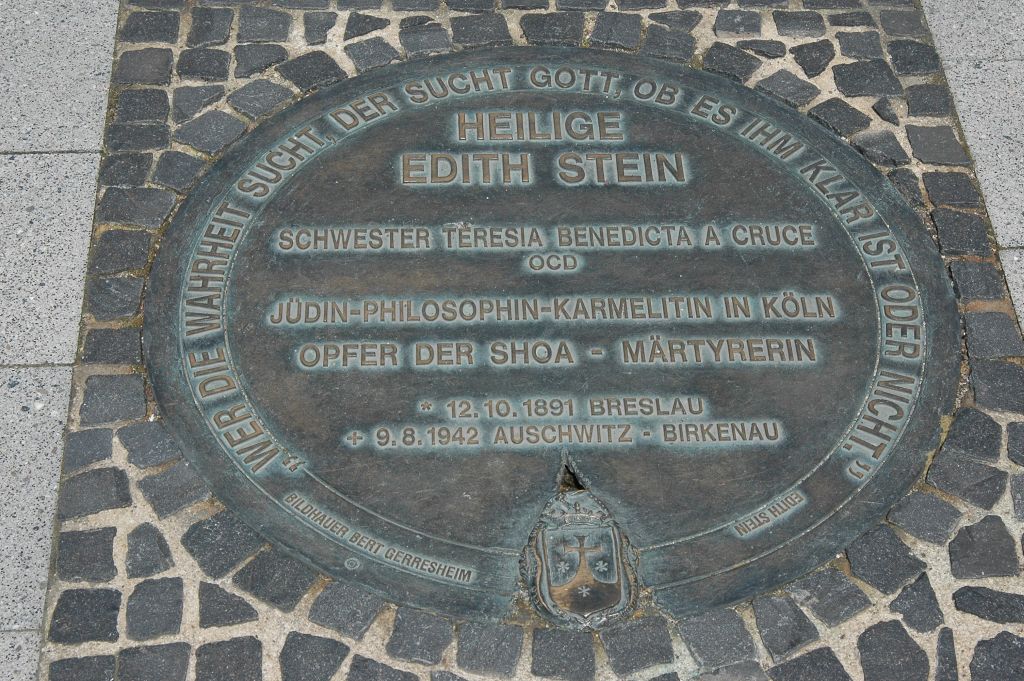 „WER DIE WAHRHEIT SUCHT, DER SUCHT GOTT, OB ES IHM KLAR IST ODER NICHT."
HEILIGE
EDITH STEIN
SCHWESTER TERESIA BENEDICTA A CRUCE
OCD
JÜDIN-PHILOSOPHIN-KARMELITIN IN KÖLN
OPFER DER SHOA - MÄRTYRERIN
* 12.10.1891 BRESLAU
+ 9.8.1942 AUSCHWITZ - BIRKENAU
EDITH STEIN
BILDHAUER BERT GERRESHEIM